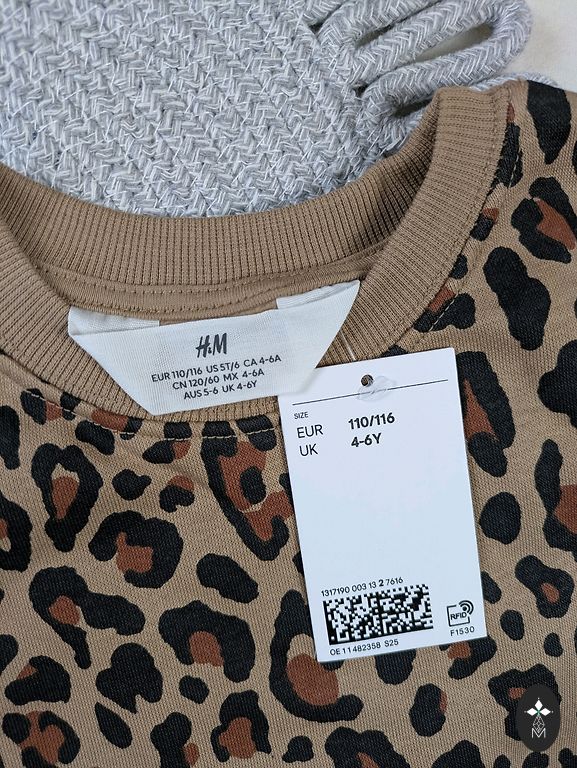 H&M
EUR 110/116 US 5T/6 CA 4-6A
CN 120/60 MX 4-6A
AUS 5-6 UK 4-6Y
SIZE
EUR 110/116
UK 4-6Y
1317190 003 13 2 7616
RFID
F1530
OE 11 482358 S25
M